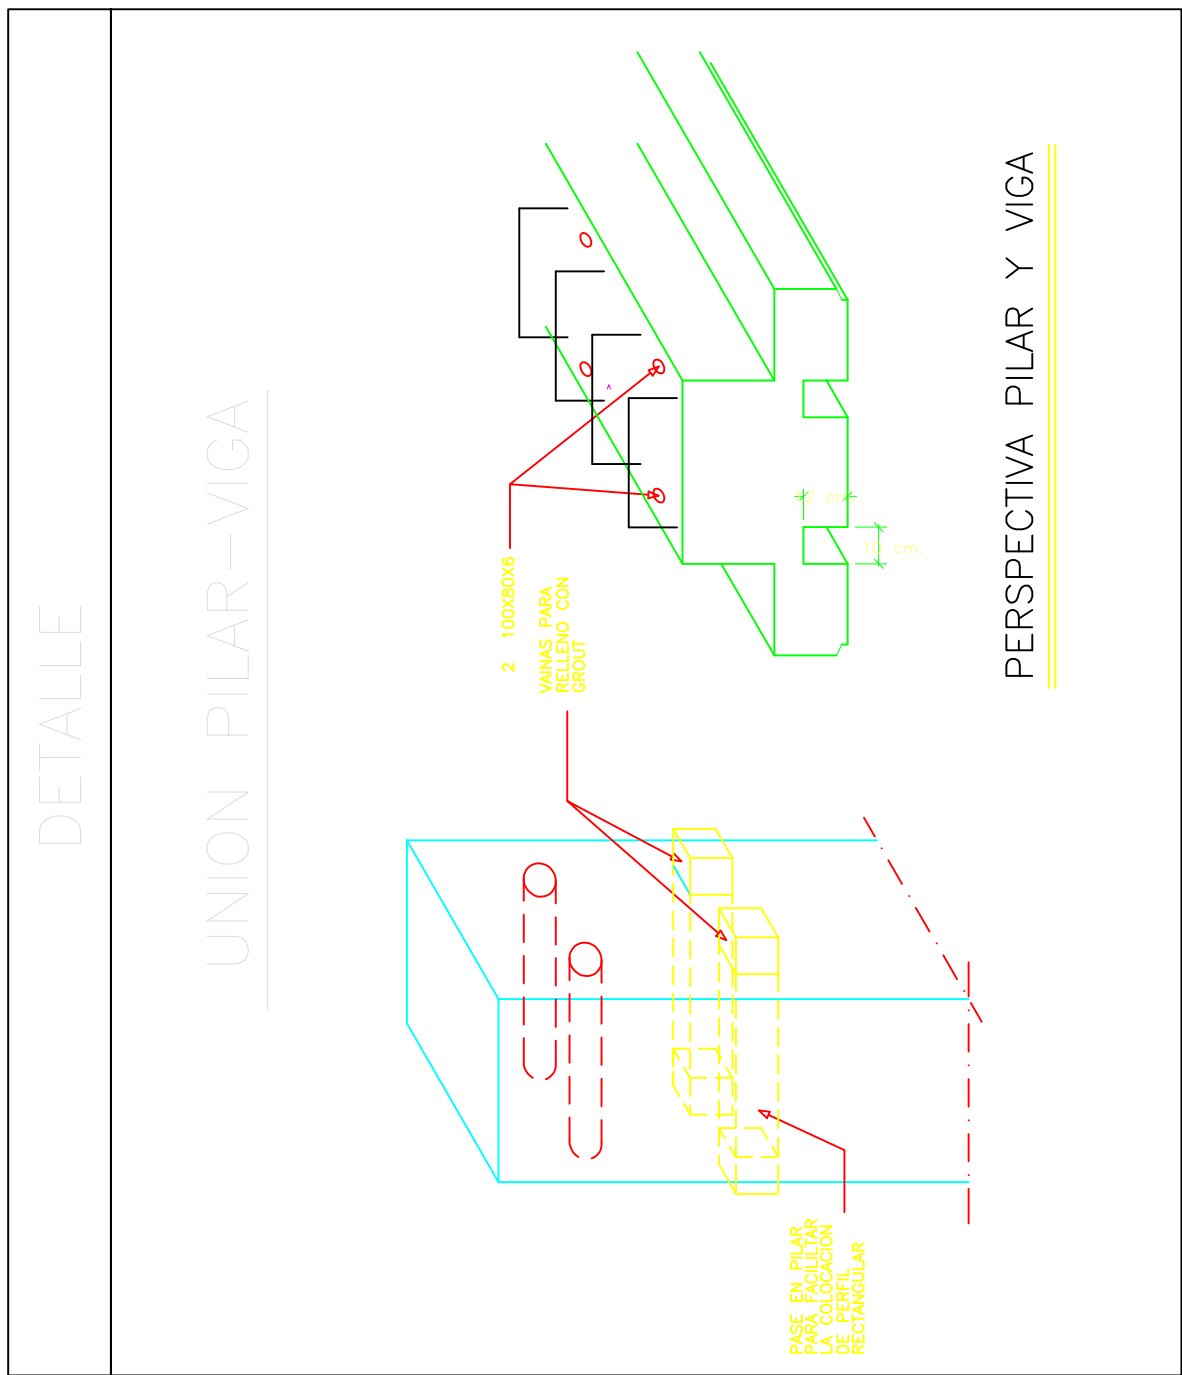 DETALLE
UNION PILAR-VIGA
2 100X80X6
VAINAS PARA
RELLENO CON
GROUT
PASE EN PILAR
PARA FACILILTAR
LA COLOCACION
DE PERFIL
RECTANGULAR
cm.
PERSPECTIVA PILAR Y VIGA